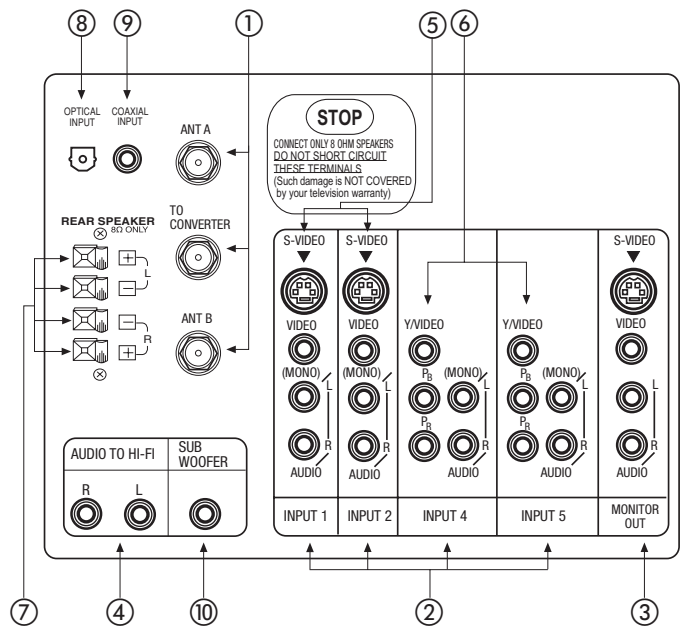 ⑧ ⑨ ① ⑤ ⑥
OPTICAL
INPUT
COAXIAL
INPUT
ANT A
STOP
CONNECT ONLY 8 OHM SPEAKERS
DO NOT SHORT CIRCUIT
THESE TERMINALS
(Such damage is NOT COVERED
by your television warranty)
REAR SPEAKER
8Ω ONLY
+
−
L
−
+
R
TO
CONVERTER
ANT B
S-VIDEO
VIDEO
(MONO)
L
R
AUDIO
INPUT 1
S-VIDEO
VIDEO
(MONO)
L
R
AUDIO
INPUT 2
Y/VIDEO
PB
(MONO)
L
PR
R
AUDIO
INPUT 4
Y/VIDEO
PB
(MONO)
L
PR
R
AUDIO
INPUT 5
S-VIDEO
VIDEO
L
R
AUDIO
MONITOR
OUT
AUDIO TO HI-FI
R L
SUB
WOOFER
⑦ ④ ⑩ ② ③